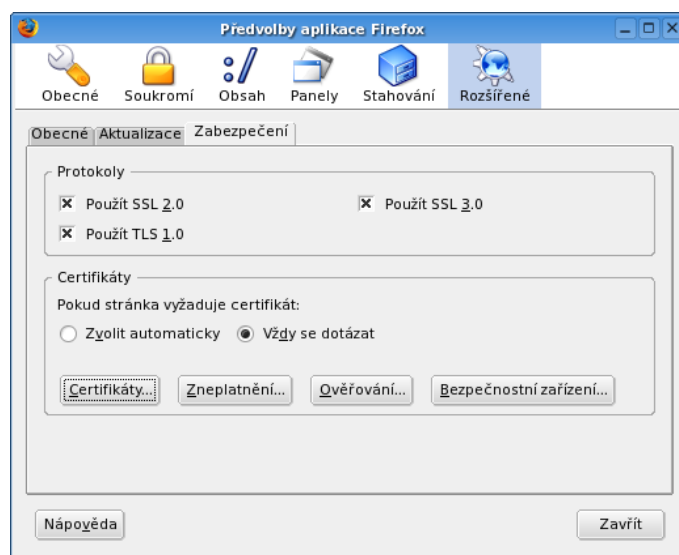 Předvolby aplikace Firefox
Obecné Soukromí Obsah Panely Stahování Rozšířené
Obecné Aktualizace Zabezpečení
Protokoly
Použít SSL 2.0 Použít SSL 3.0
Použít TLS 1.0
Certifikáty
Pokud stránka vyžaduje certifikát:
Zvolit automaticky Vždy se dotázat
Certifikáty... Zneplatnění... Ověřování... Bezpečnostní zařízení...
Nápověda Zavřít